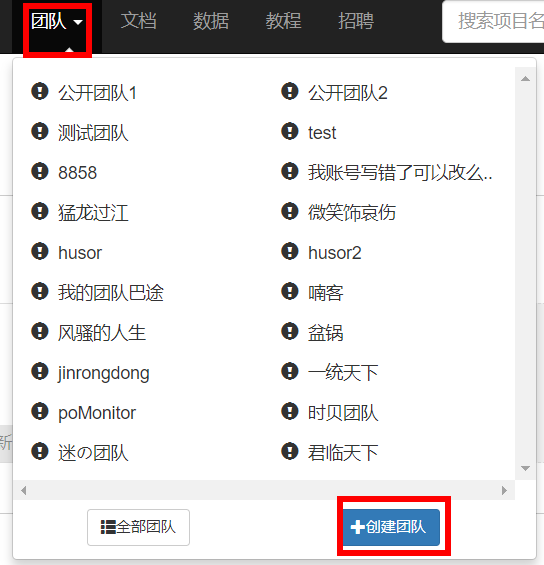 团队 文档 数据 教程 招聘 搜索项目名
公开团队1 公开团队2
测试团队 test
8858 我账号写错了可以改么..
猛龙过江 微笑饰哀伤
husor husor2
我的团队巴途 喃客
风骚的人生 盆锅
jinrongdong 一统天下
poMonitor 时贝团队
新 迷の团队 君临天下
全部团队 创建团队